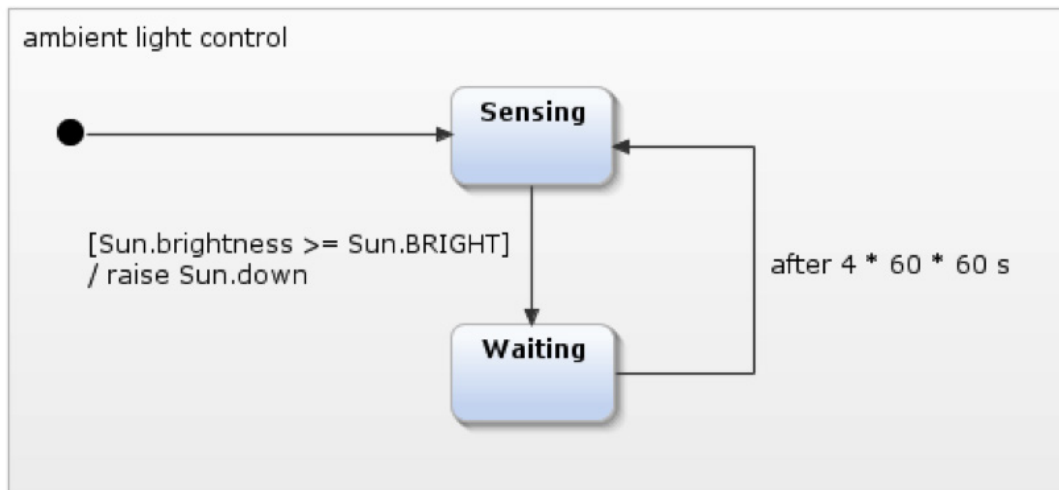 ambient light control
Sensing
[Sun.brightness >= Sun.BRIGHT]
/ raise Sun.down
after 4 * 60 * 60 s
Waiting